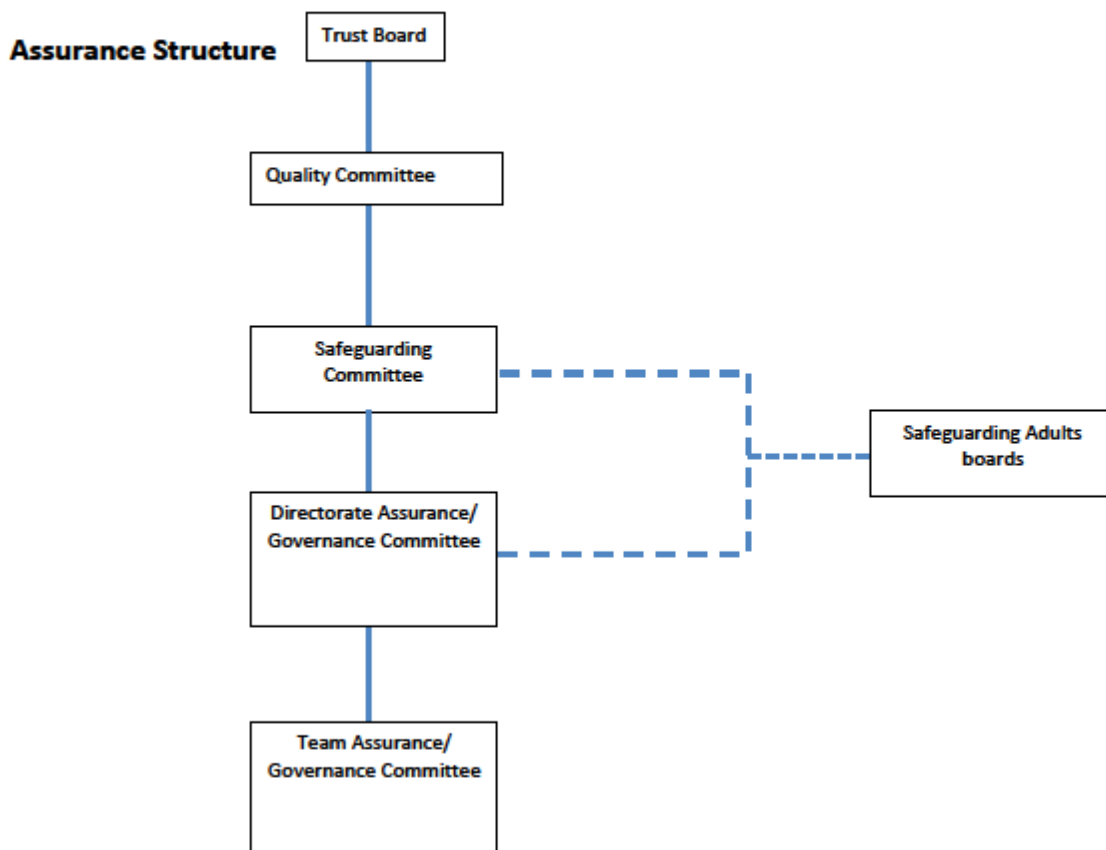 Assurance Structure
Trust Board
Quality Committee
Safeguarding
Committee
Safeguarding Adults
boards
Directorate Assurance/
Governance Committee
Team Assurance/
Governance Committee